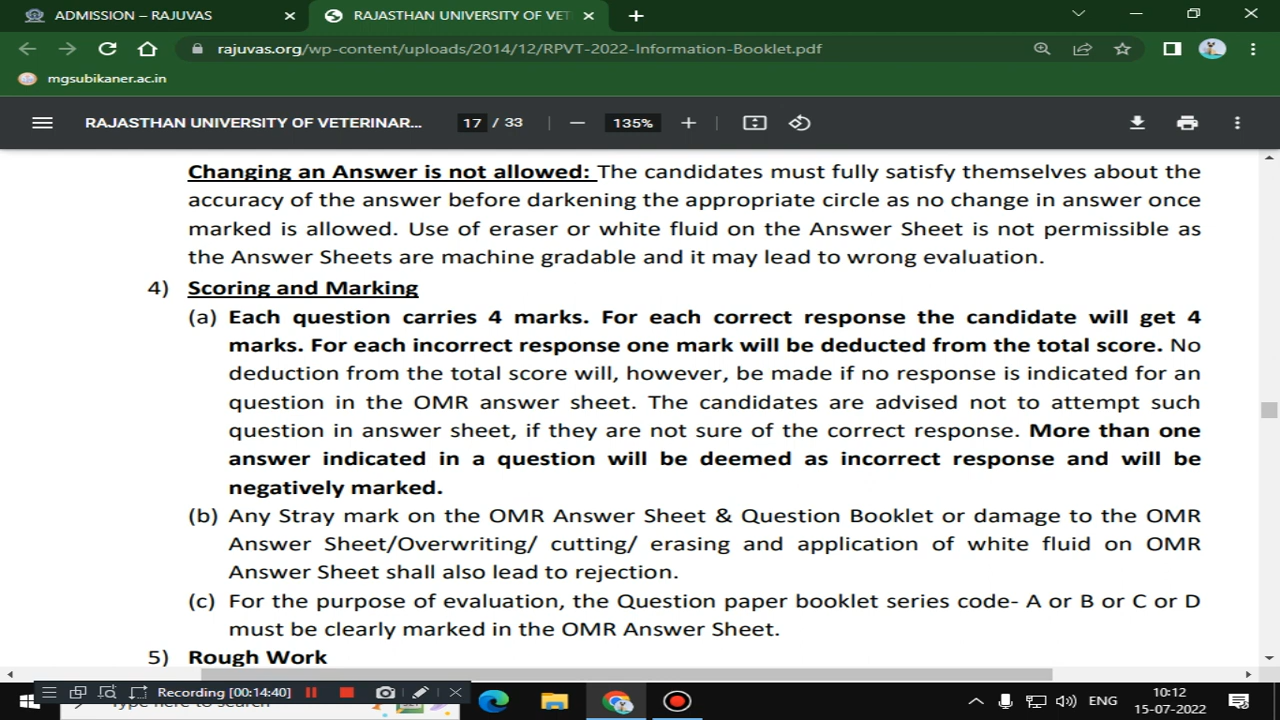 ADMISSION – RAJUVAS
RAJASTHAN UNIVERSITY OF VET
rajuvas.org/wp-content/uploads/2014/12/RPVT-2022-Information-Booklet.pdf
mgsubikaner.ac.in
RAJASTHAN UNIVERSITY OF VETERINAR... 17 / 33 135%
Changing an Answer is not allowed: The candidates must fully satisfy themselves about the
accuracy of the answer before darkening the appropriate circle as no change in answer once
marked is allowed. Use of eraser or white fluid on the Answer Sheet is not permissible as
the Answer Sheets are machine gradable and it may lead to wrong evaluation.
4) Scoring and Marking
(a) Each question carries 4 marks. For each correct response the candidate will get 4
marks. For each incorrect response one mark will be deducted from the total score. No
deduction from the total score will, however, be made if no response is indicated for an
question in the OMR answer sheet. The candidates are advised not to attempt such
question in answer sheet, if they are not sure of the correct response. More than one
answer indicated in a question will be deemed as incorrect response and will be
negatively marked.
(b) Any Stray mark on the OMR Answer Sheet & Question Booklet or damage to the OMR
Answer Sheet/Overwriting/ cutting/ erasing and application of white fluid on OMR
Answer Sheet shall also lead to rejection.
(c) For the purpose of evaluation, the Question paper booklet series code- A or B or C or D
must be clearly marked in the OMR Answer Sheet.
5) Rough Work
Recording [00:14:40]
Type here to search
ENG
10:12
15-07-2022